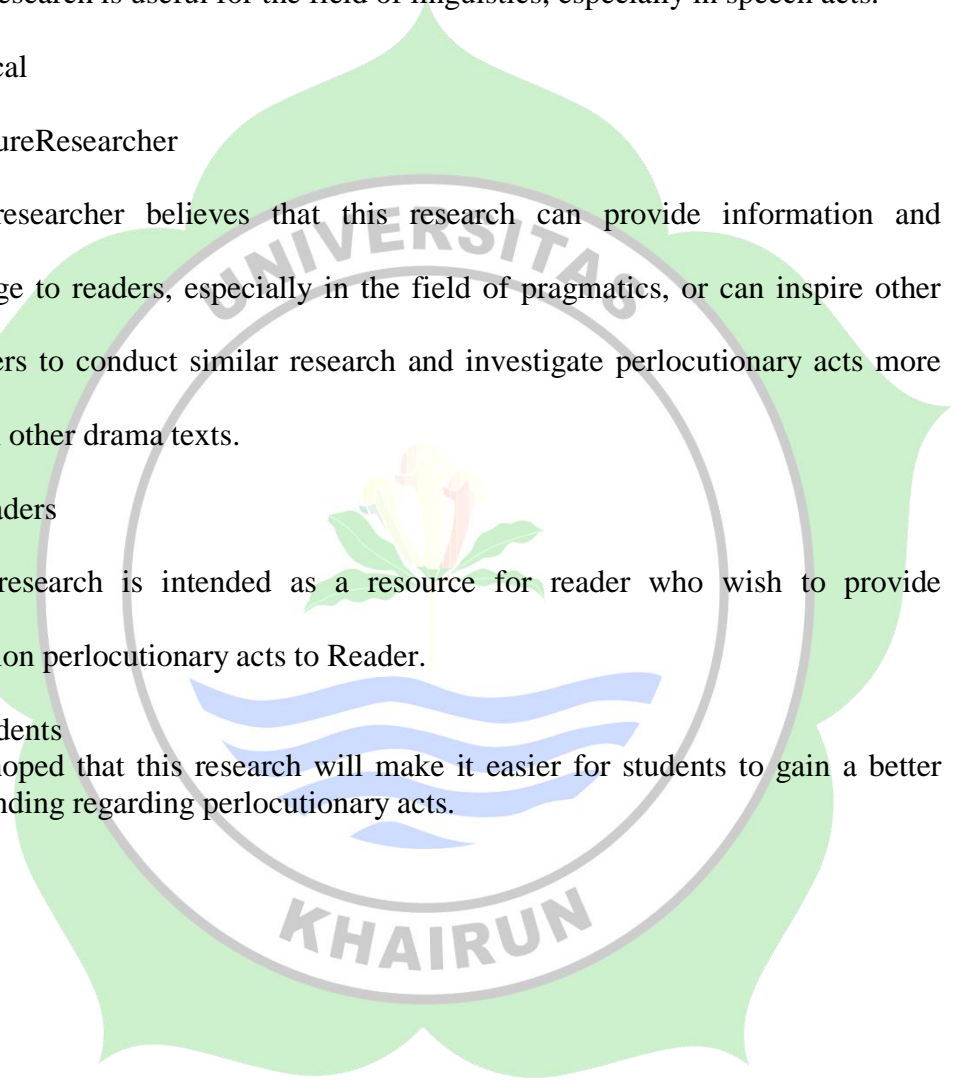 esearch is useful for the field of linguistics, especially in speech acts.
cal
ureResearcher
researcher believes that this research can provide information and
ge to readers, especially in the field of pragmatics, or can inspire other
ers to conduct similar research and investigate perlocutionary acts more
other drama texts.
aders
research is intended as a resource for reader who wish to provide
ion perlocutionary acts to Reader.
dents
hoped that this research will make it easier for students to gain a better
nding regarding perlocutionary acts.
UNIVERSITAS
KHAIRUN